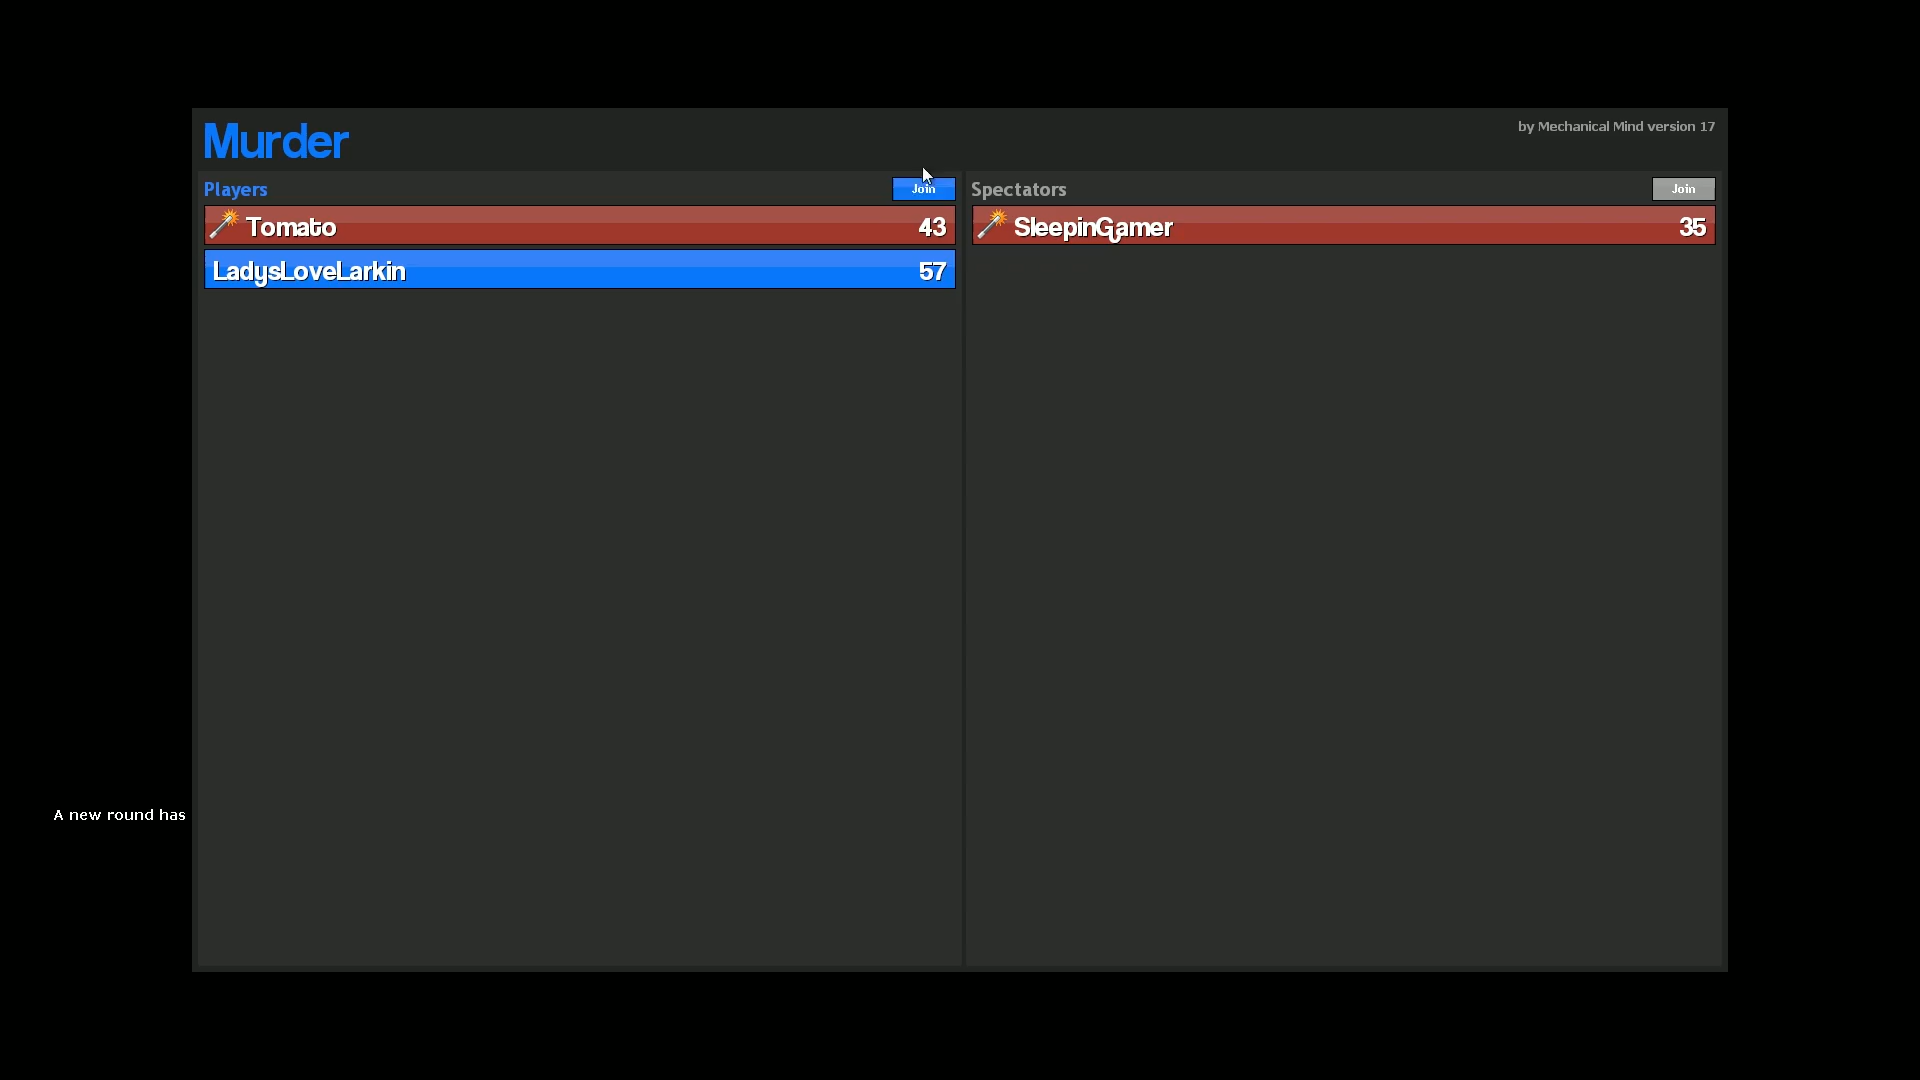 Murder
by Mechanical Mind version 17
Players
Join
Spectators
Join
Tomato 43
SleepinGamer 35
LadysLoveLarkin 57
A new round has